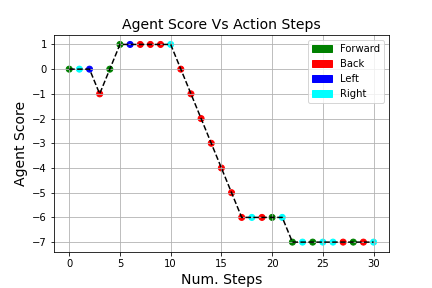 Agent Score Vs Action Steps
Agent Score
1
0
−1
−2
−3
−4
−5
−6
−7
Forward
Back
Left
Right
0 5 10 15 20 25 30
Num. Steps